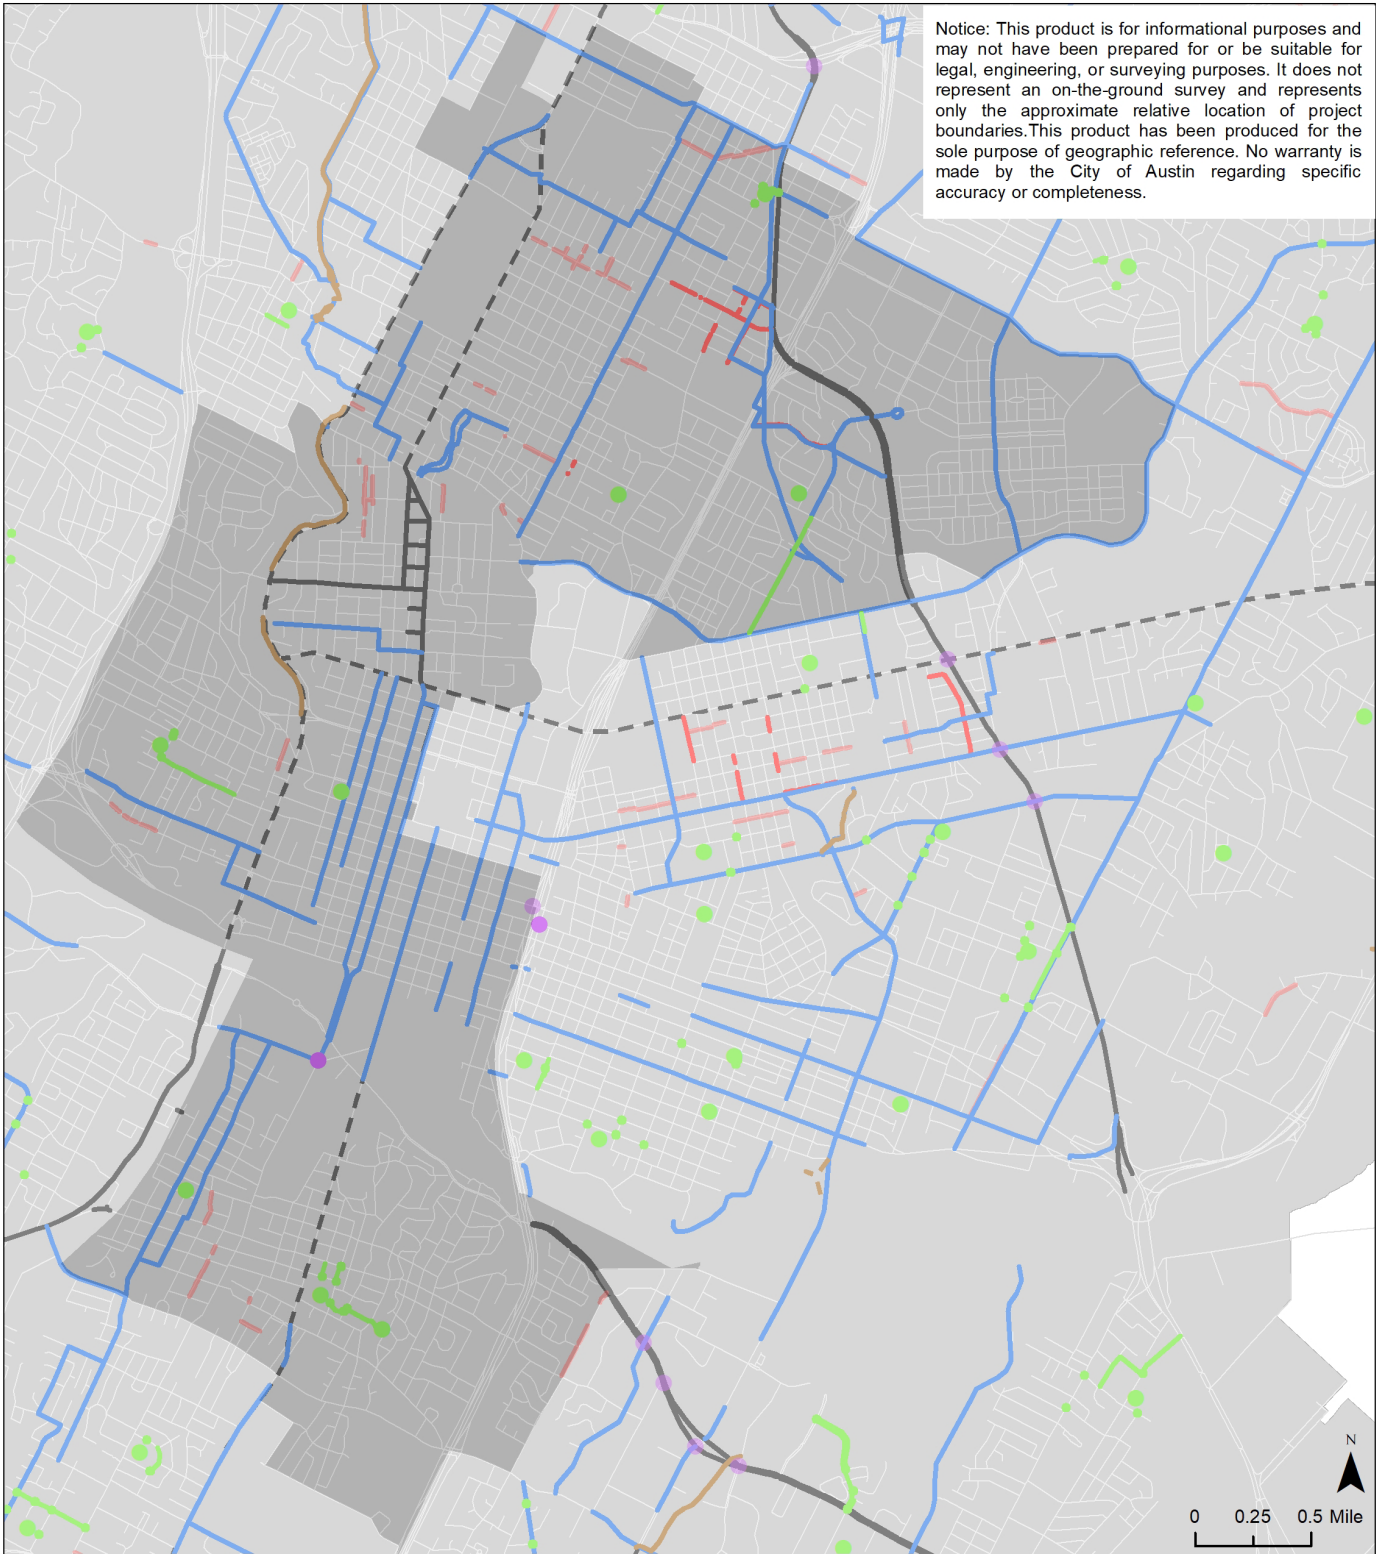 Notice: This product is for informational purposes and
may not have been prepared for or be suitable for
legal, engineering, or surveying purposes. It does not
represent an on-the-ground survey and represents
only the approximate relative location of project
boundaries.This product has been produced for the
sole purpose of geographic reference. No warranty is
made by the City of Austin regarding specific
accuracy or completeness.
N
0 0.25 0.5 Mile